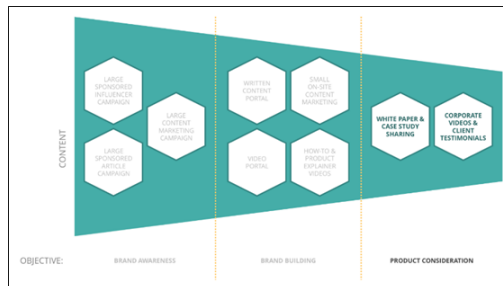 CONTENT
LARGE
SPONSORED
INFLUENCER
CAMPAIGN
LARGE
CONTENT
MARKETING
CAMPAIGN
LARGE
SPONSORED
ARTICLE
CAMPAIGN
WRITTEN
CONTENT
PORTAL
SMALL
ON-SITE
CONTENT
MARKETING
VIDEO
PORTAL
HOW-TO &
PRODUCT
EXPLAINER
VIDEOS
WHITE PAPER &
CASE STUDY
SHARING
CORPORATE
VIDEOS &
CLIENT
TESTIMONIALS
OBJECTIVE:
BRAND AWARENESS
BRAND BUILDING
PRODUCT CONSIDERATION